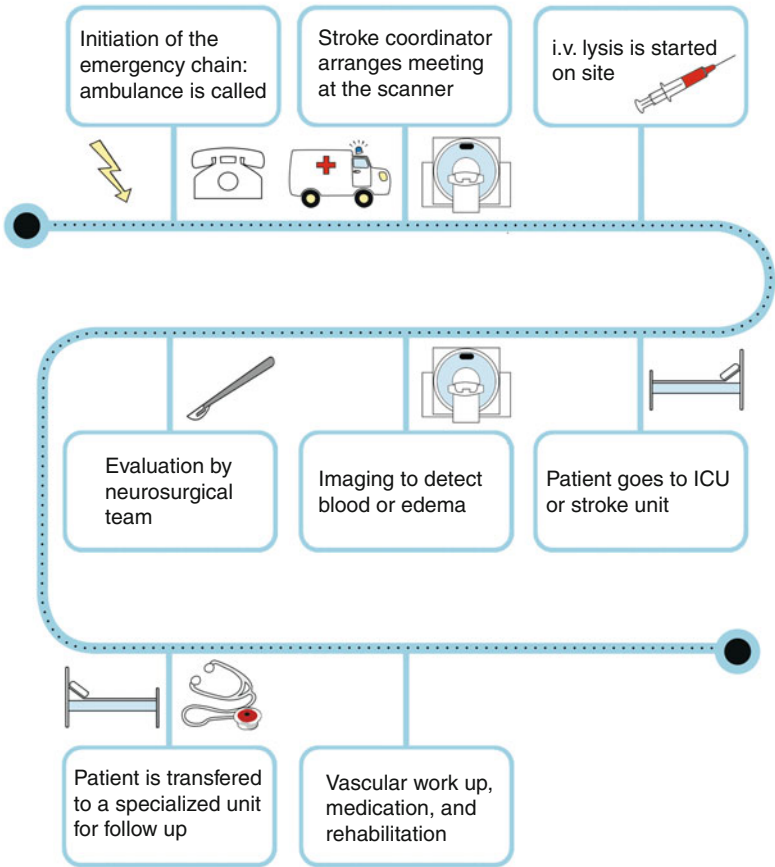 Initiation of the
emergency chain:
ambulance is called
Stroke coordinator
arranges meeting
at the scanner
i.v. lysis is started
on site
Evaluation by
neurosurgical
team
Imaging to detect
blood or edema
Patient goes to ICU
or stroke unit
Patient is transfered
to a specialized unit
for follow up
Vascular work up,
medication, and
rehabilitation